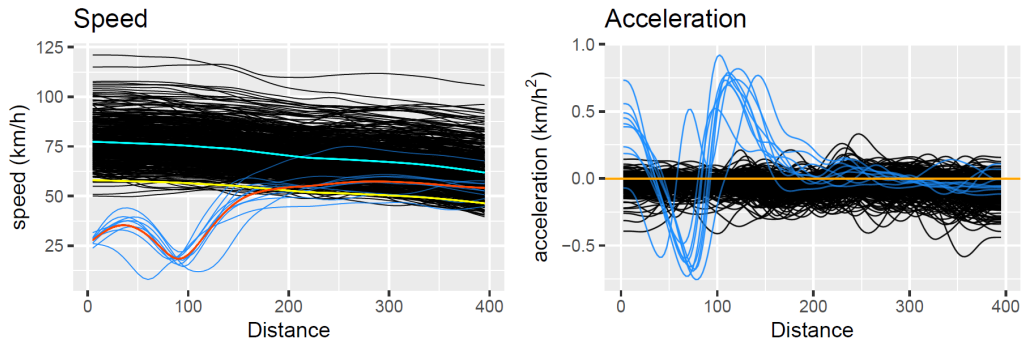 Speed
125
100
75
50
25
speed (km/h)
0 100 200 300 400
Distance
Acceleration
1.0
0.5
0.0
−0.5
acceleration (km/h²)
0 100 200 300 400
Distance